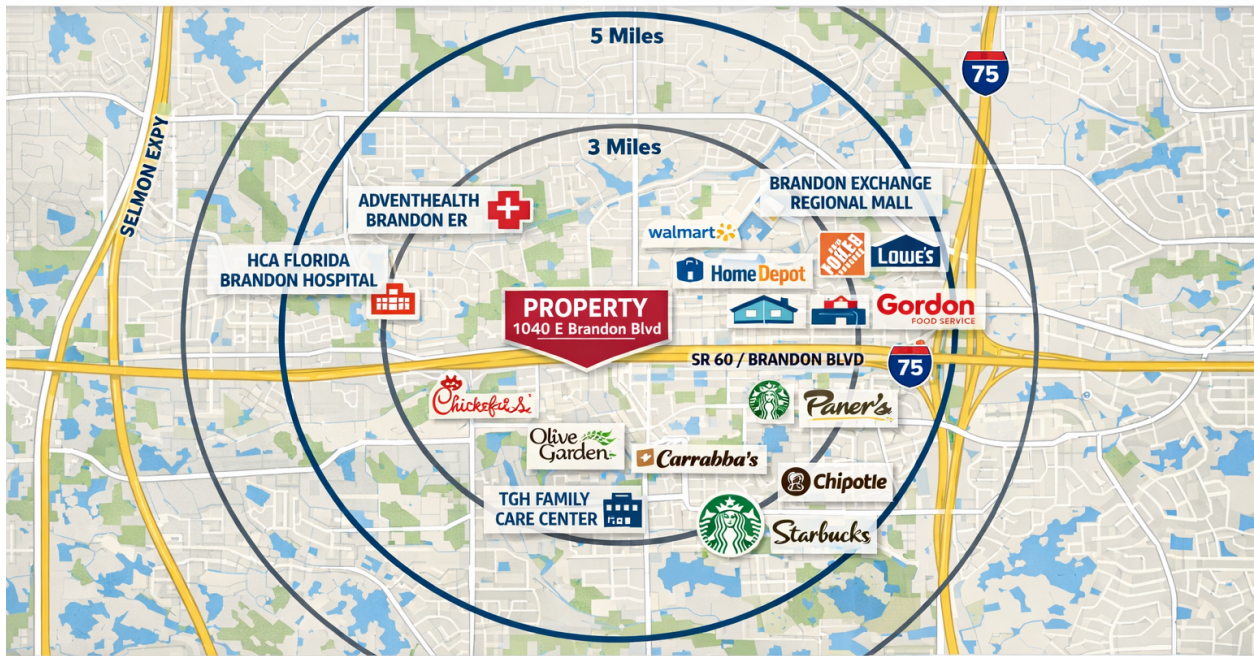 5 Miles
75
3 Miles
SELMON EXPY
ADVENTHEALTH
BRANDON ER
BRANDON EXCHANGE
REGIONAL MALL
walmart
LOWE'S
HCA FLORIDA
BRANDON HOSPITAL
Home Depot
PROPERTY
1040 E Brandon Blvd
Gordon
FOOD SERVICE
SR 60 / BRANDON BLVD
75
Paner's
Olive
Garden
Carrabba's
Chipotle
TGH FAMILY
CARE CENTER
Starbucks